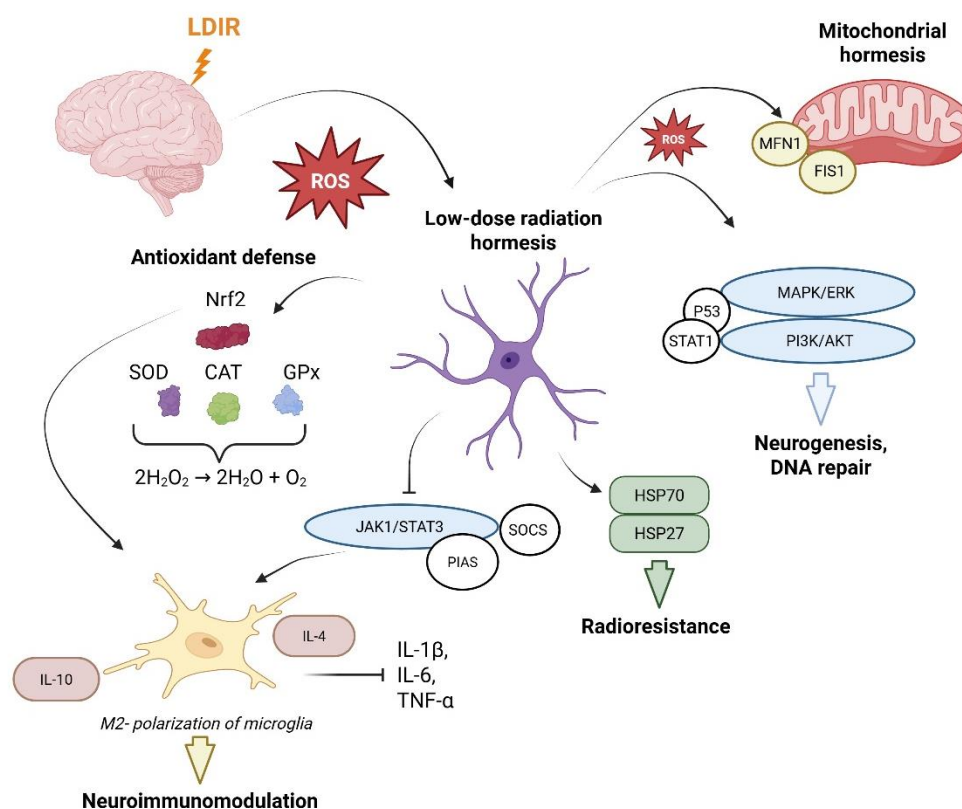 LDIR
ROS
Mitochondrial
hormesis
ROS
MFN1
FIS1
Low-dose radiation
hormesis
Antioxidant defense
Nrf2
SOD
CAT
GPx
2H₂O₂ → 2H₂O + O₂
MAPK/ERK
P53
STAT1
PI3K/AKT
Neurogenesis,
DNA repair
JAK1/STAT3
SOCS
PIAS
HSP70
HSP27
Radioresistance
IL-4
IL-10
IL-1β,
IL-6,
TNF-α
M2- polarization of microglia
Neuroimmunomodulation